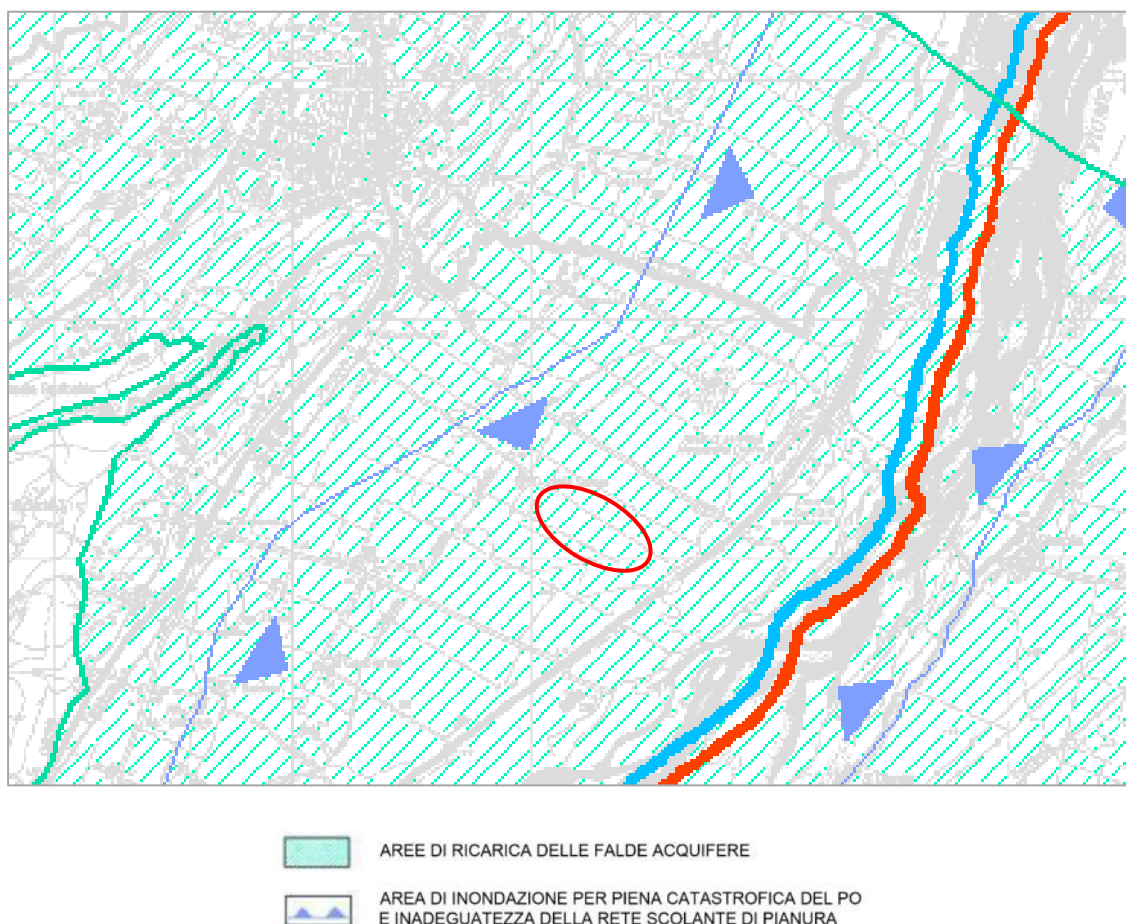 AREE DI RICARICA DELLE FALDE ACQUIFERE
AREA DI INONDAZIONE PER PIENA CATASTROFICA DEL PO
E INADEGUATEZZA DELLA RETE SCOLANTE DI PIANURA